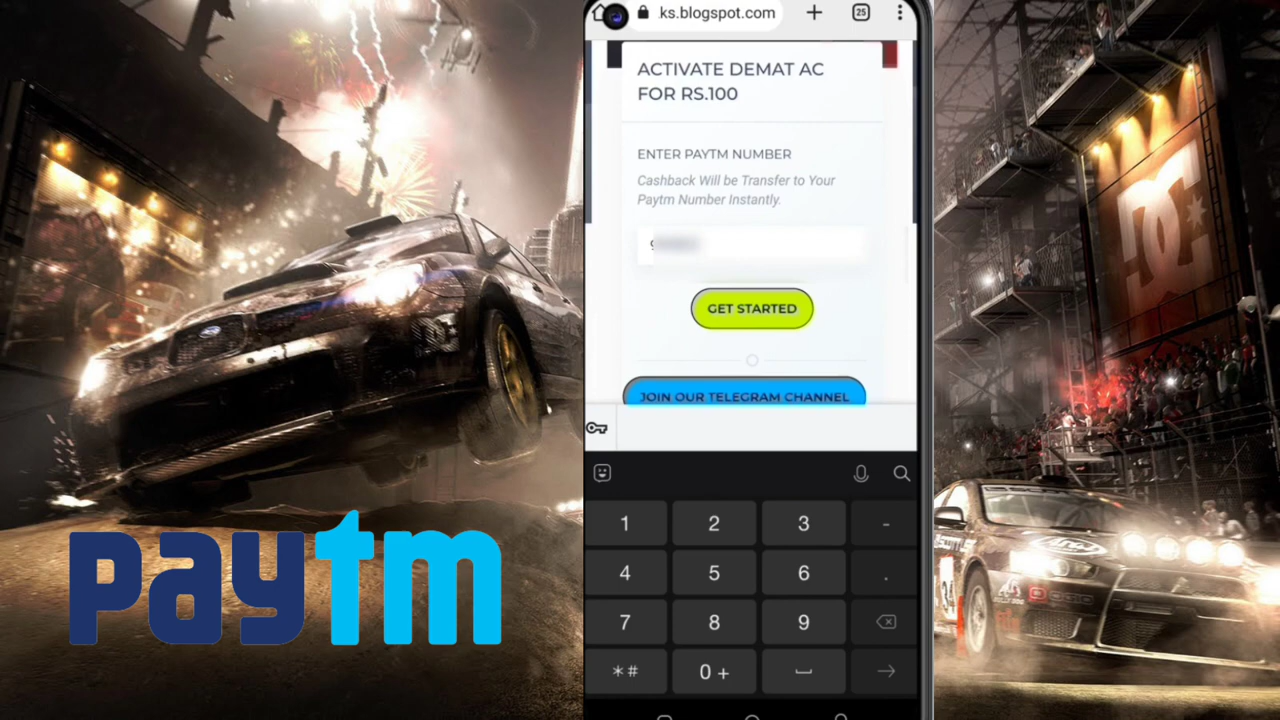 ks.blogspot.com
25
ACTIVATE DEMAT AC
FOR RS.100
ENTER PAYTM NUMBER
Cashback Will be Transfer to Your
Paytm Number Instantly.
GET STARTED
JOIN OUR TELEGRAM CHANNEL
1 2 3 -
4 5 6 .
7 8 9
*# 0 +
paytm
DC